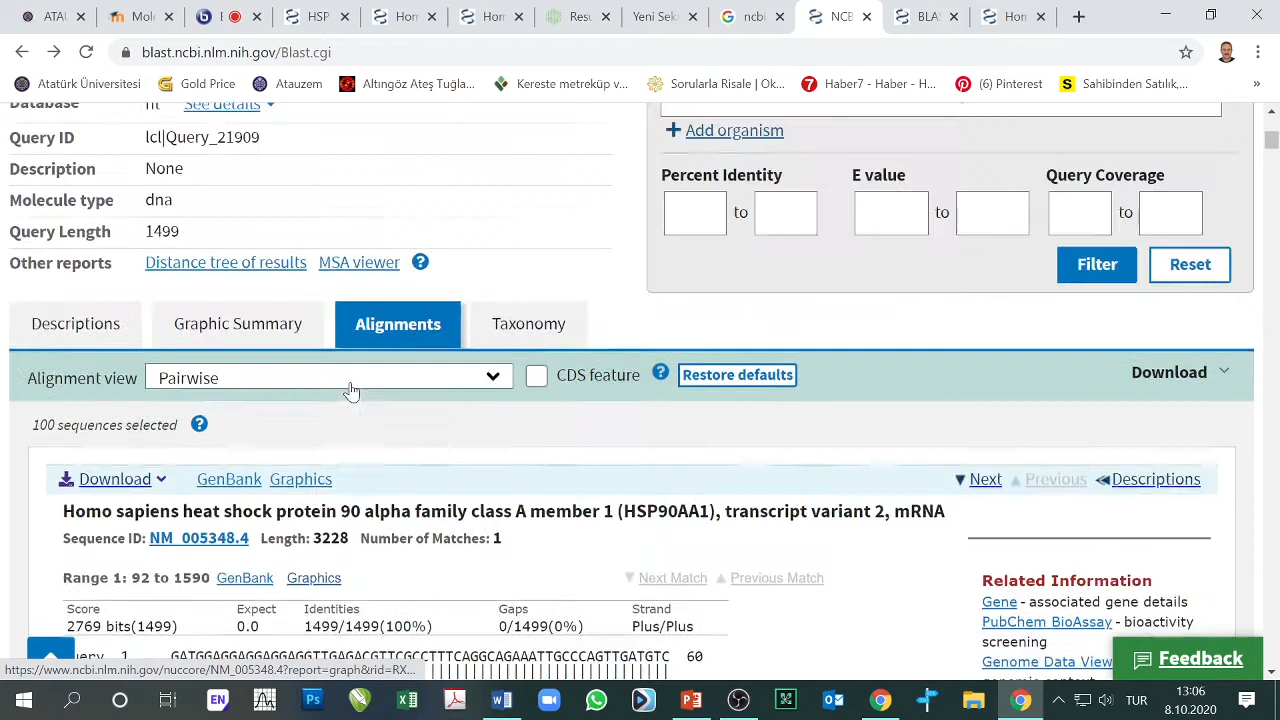 ATAL
Mol
HSP
Hom
Hom
Resu
Yeni Sek
ncbi
NCB
BLAS
Hom
blast.ncbi.nlm.nih.gov/Blast.cgi
Atatürk Üniversitesi
Gold Price
Atauzem
Altıngöz Ateş Tuğla...
Kereste metreküp v...
Sorularla Risale | Ok...
Haber7 - Haber - H...
(6) Pinterest
Sahibinden Satılık,...
»
Database
nt
See details
Query ID
lcl|Query_21909
Description
None
Molecule type
dna
Query Length
1499
Other reports
Distance tree of results
MSA viewer
?
+ Add organism
Percent Identity
E value
Query Coverage
to
to
to
Filter
Reset
Descriptions
Graphic Summary
Alignments
Taxonomy
Alignment view
Pairwise
CDS feature
?
Restore defaults
Download
100 sequences selected
?
Download
GenBank
Graphics
Next
Previous
Descriptions
Homo sapiens heat shock protein 90 alpha family class A member 1 (HSP90AA1), transcript variant 2, mRNA
Sequence ID: NM_005348.4 Length: 3228 Number of Matches: 1
Range 1: 92 to 1590 GenBank Graphics
Next Match
Previous Match
Score Expect Identities Gaps Strand
2769 bits(1499) 0.0 1499/1499(100%) 0/1499(0%) Plus/Plus
Related Information
Gene - associated gene details
PubChem BioAssay - bioactivity
screening
Genome Data View
Feedback
https://www.ncbi.nlm.nih.gov/nuccore/NM_005348.4?report=graph&rid=RX...
EN
TUR
13:06
8.10.2020